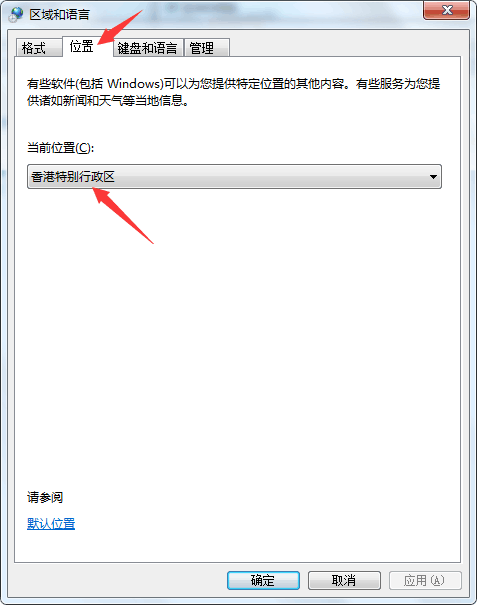 区域和语言
格式 位置 键盘和语言 管理
有些软件(包括 Windows)可以为您提供特定位置的其他内容。有些服务为您提
供诸如新闻和天气等当地信息。
当前位置(C):
香港特别行政区
请参阅
默认位置
确定 取消 应用(A)